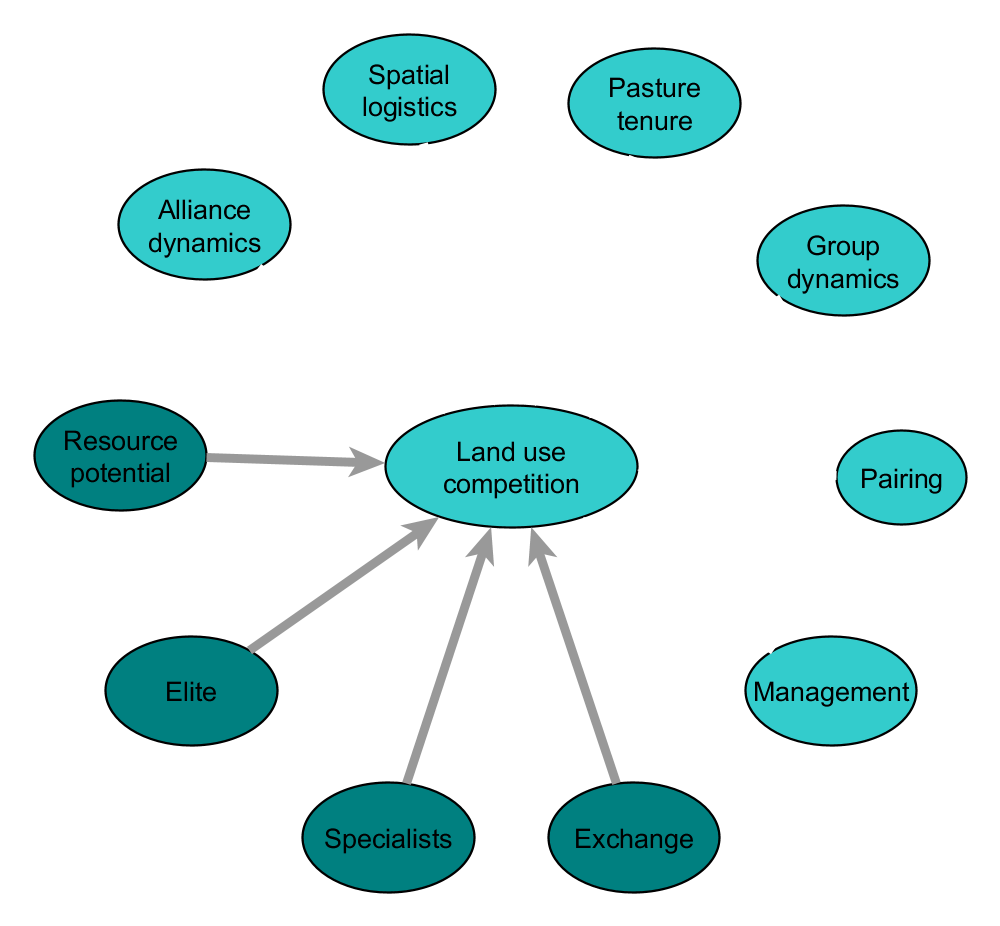 Spatial
logistics
Pasture
tenure
Alliance
dynamics
Group
dynamics
Resource
potential
Land use
competition
Pairing
Elite
Management
Specialists
Exchange